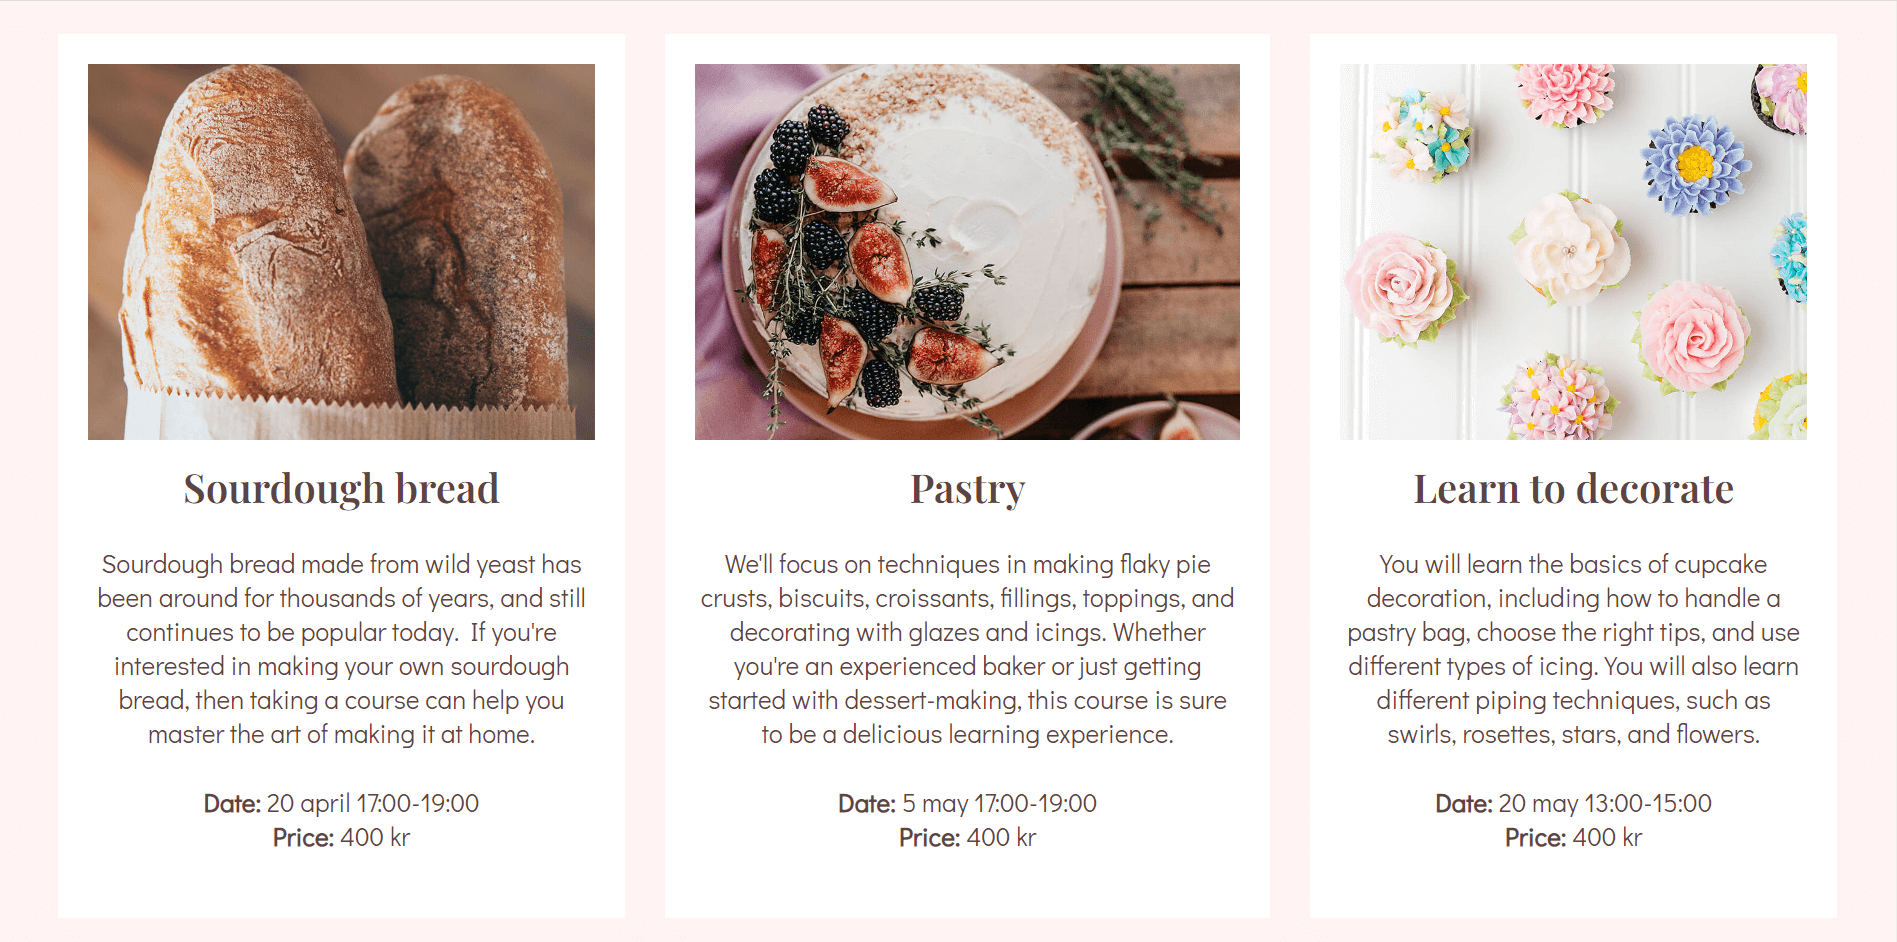 Sourdough bread
Sourdough bread made from wild yeast has
been around for thousands of years, and still
continues to be popular today.  If you're
interested in making your own sourdough
bread, then taking a course can help you
master the art of making it at home.
Date: 20 april 17:00-19:00
Price: 400 kr
Pastry
We'll focus on techniques in making flaky pie
crusts, biscuits, croissants, fillings, toppings, and
decorating with glazes and icings. Whether
you're an experienced baker or just getting
started with dessert-making, this course is sure
to be a delicious learning experience.
Date: 5 may 17:00-19:00
Price: 400 kr
Learn to decorate
You will learn the basics of cupcake
decoration, including how to handle a
pastry bag, choose the right tips, and use
different types of icing. You will also learn
different piping techniques, such as
swirls, rosettes, stars, and flowers.
Date: 20 may 13:00-15:00
Price: 400 kr